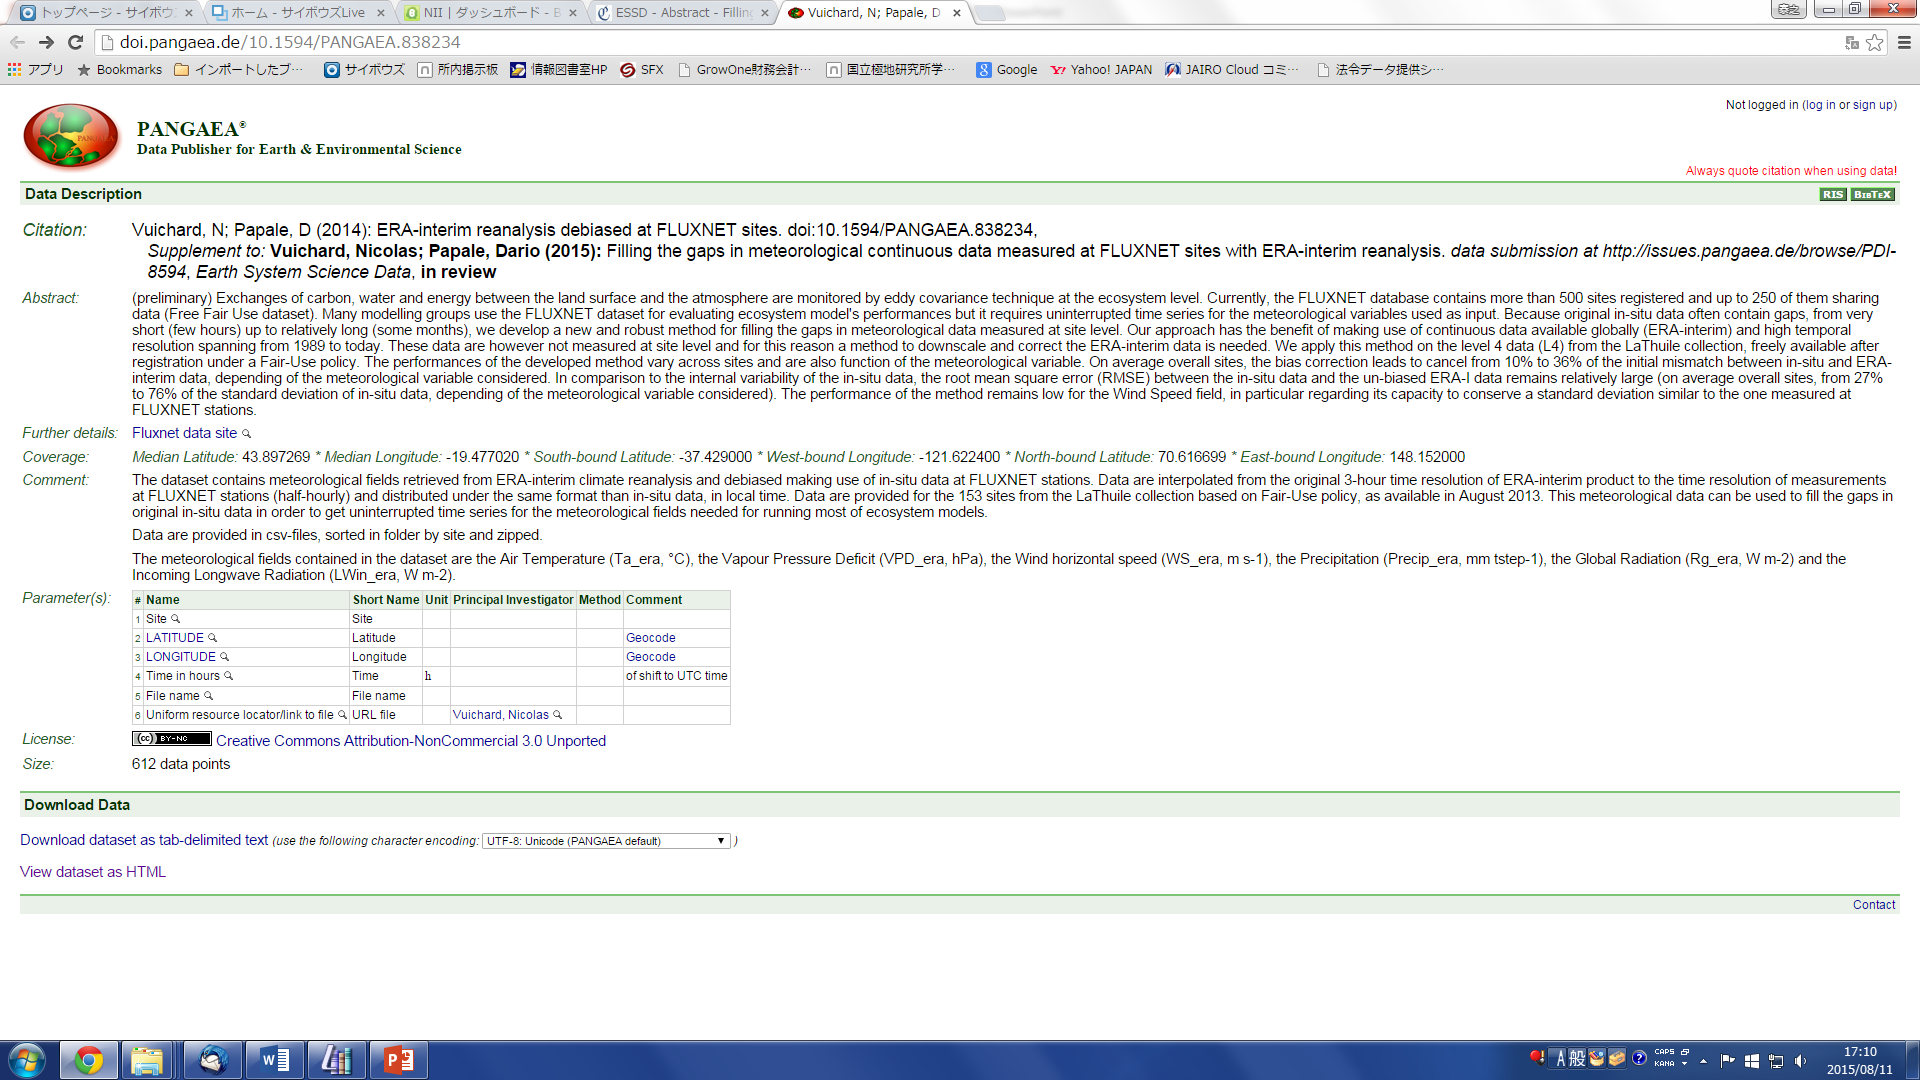 トップページ - サイボウズ
ホーム - サイボウズLive
NII | ダッシュボード - B
ESSD - Abstract - Filling
Vuichard, N; Papale, D
doi.pangaea.de/10.1594/PANGAEA.838234
アプリ Bookmarks インポートしたブ… サイボウズ 所内掲示板 情報図書室HP SFX GrowOne財務会計… 国立極地研究所学… Google Yahoo! JAPAN JAIRO Cloud コミ… 法令データ提供シ…
Not logged in (log in or sign up)
PANGAEA®
Data Publisher for Earth & Environmental Science
Always quote citation when using data!
Data Description RIS BIBTEX
Citation: Vuichard, N; Papale, D (2014): ERA-interim reanalysis debiased at FLUXNET sites. doi:10.1594/PANGAEA.838234,
Supplement to: Vuichard, Nicolas; Papale, Dario (2015): Filling the gaps in meteorological continuous data measured at FLUXNET sites with ERA-interim reanalysis. data submission at http://issues.pangaea.de/browse/PDI-
8594, Earth System Science Data, in review
Abstract: (preliminary) Exchanges of carbon, water and energy between the land surface and the atmosphere are monitored by eddy covariance technique at the ecosystem level. Currently, the FLUXNET database contains more than 500 sites registered and up to 250 of them sharing
data (Free Fair Use dataset). Many modelling groups use the FLUXNET dataset for evaluating ecosystem model's performances but it requires uninterrupted time series for the meteorological variables used as input. Because original in-situ data often contain gaps, from very
short (few hours) up to relatively long (some months), we develop a new and robust method for filling the gaps in meteorological data measured at site level. Our approach has the benefit of making use of continuous data available globally (ERA-interim) and high temporal
resolution spanning from 1989 to today. These data are however not measured at site level and for this reason a method to downscale and correct the ERA-interim data is needed. We apply this method on the level 4 data (L4) from the LaThuile collection, freely available after
registration under a Fair-Use policy. The performances of the developed method vary across sites and are also function of the meteorological variable. On average overall sites, the bias correction leads to cancel from 10% to 36% of the initial mismatch between in-situ and ERA-
interim data, depending of the meteorological variable considered. In comparison to the internal variability of the in-situ data, the root mean square error (RMSE) between the in-situ data and the un-biased ERA-I data remains relatively large (on average overall sites, from 27%
to 76% of the standard deviation of in-situ data, depending of the meteorological variable considered). The performance of the method remains low for the Wind Speed field, in particular regarding its capacity to conserve a standard deviation similar to the one measured at
FLUXNET stations.
Further details: Fluxnet data site
Coverage: Median Latitude: 43.897269 * Median Longitude: -19.477020 * South-bound Latitude: -37.429000 * West-bound Longitude: -121.622400 * North-bound Latitude: 70.616699 * East-bound Longitude: 148.152000
Comment: The dataset contains meteorological fields retrieved from ERA-interim climate reanalysis and debiased making use of in-situ data at FLUXNET stations. Data are interpolated from the original 3-hour time resolution of ERA-interim product to the time resolution of measurements
at FLUXNET stations (half-hourly) and distributed under the same format than in-situ data, in local time. Data are provided for the 153 sites from the LaThuile collection based on Fair-Use policy, as available in August 2013. This meteorological data can be used to fill the gaps in
original in-situ data in order to get uninterrupted time series for the meteorological fields needed for running most of ecosystem models.
Data are provided in csv-files, sorted in folder by site and zipped.
The meteorological fields contained in the dataset are the Air Temperature (Ta_era, °C), the Vapour Pressure Deficit (VPD_era, hPa), the Wind horizontal speed (WS_era, m s-1), the Precipitation (Precip_era, mm tstep-1), the Global Radiation (Rg_era, W m-2) and the
Incoming Longwave Radiation (LWin_era, W m-2).
Parameter(s): # Name Short Name Unit Principal Investigator Method Comment
1 Site Site
2 LATITUDE Latitude Geocode
3 LONGITUDE Longitude Geocode
4 Time in hours Time h of shift to UTC time
5 File name File name
6 Uniform resource locator/link to file URL file Vuichard, Nicolas
License: (cc) BY-NC Creative Commons Attribution-NonCommercial 3.0 Unported
Size: 612 data points
Download Data
Download dataset as tab-delimited text (use the following character encoding: UTF-8: Unicode (PANGAEA default) )
View dataset as HTML
Contact
A 般 CAPS KANA
17:10
2015/08/11